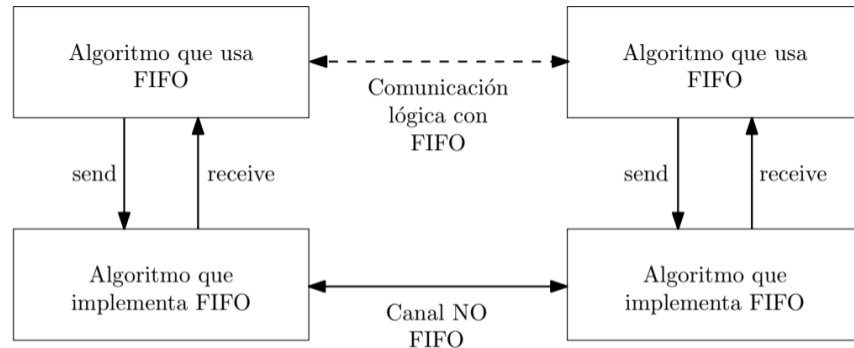 Algoritmo que usa
FIFO
Comunicación
lógica con
FIFO
Algoritmo que usa
FIFO
send
receive
send
receive
Algoritmo que
implementa FIFO
Canal NO
FIFO
Algoritmo que
implementa FIFO